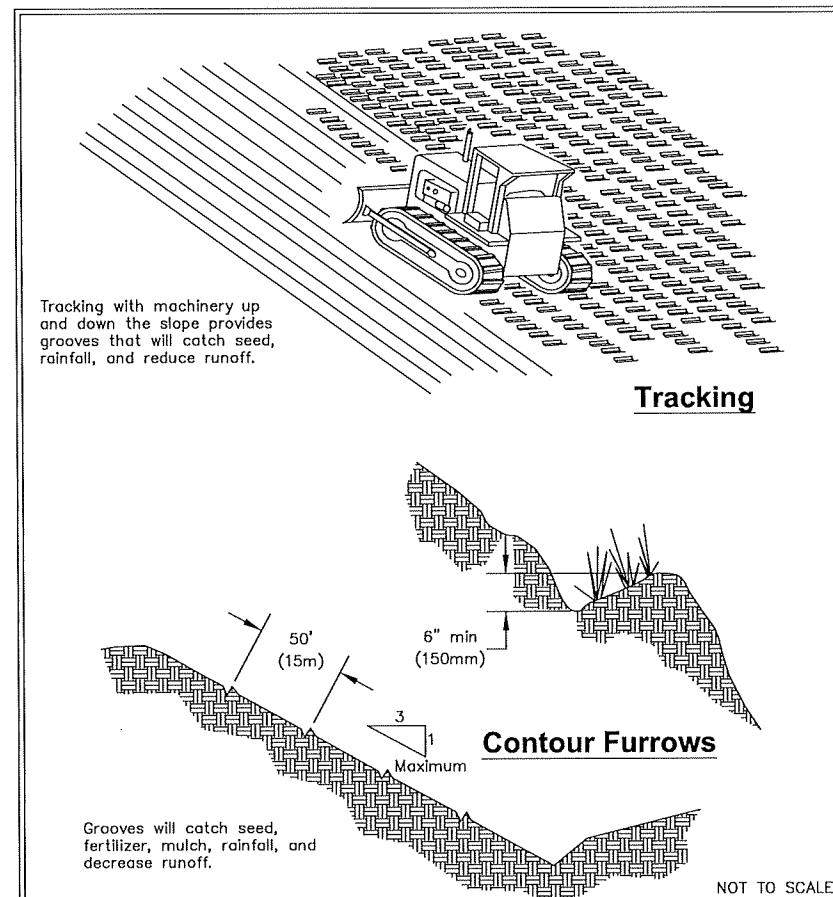 Tracking with machinery up
and down the slope provides
grooves that will catch seed,
rainfall, and reduce runoff.
Tracking
50'
(15m)
6" min
(150mm)
3
1
Maximum
Contour Furrows
Grooves will catch seed,
fertilizer, mulch, rainfall, and
decrease runoff.
NOT TO SCALE